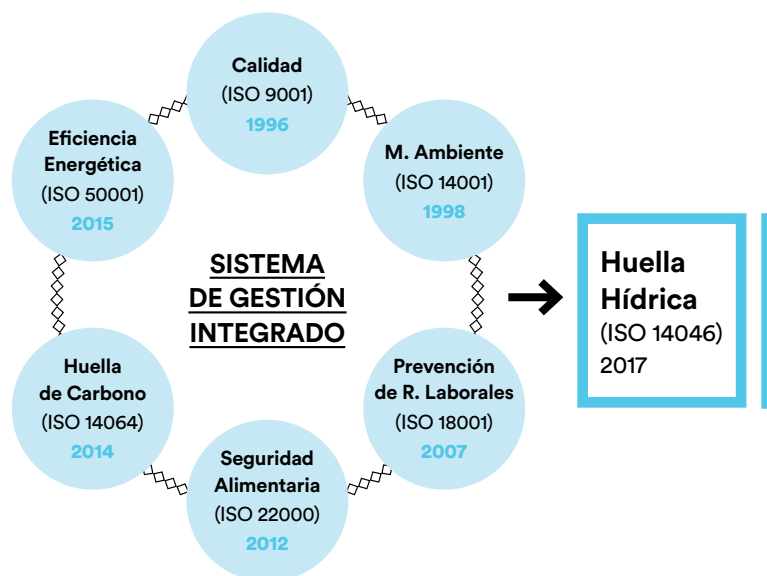 Calidad
(ISO 9001)
1996
M. Ambiente
(ISO 14001)
1998
Prevención
de R. Laborales
(ISO 18001)
2007
Seguridad
Alimentaria
(ISO 22000)
2012
Huella
de Carbono
(ISO 14064)
2014
Eficiencia
Energética
(ISO 50001)
2015
SISTEMA
DE GESTIÓN
INTEGRADO
Huella
Hídrica
(ISO 14046)
2017